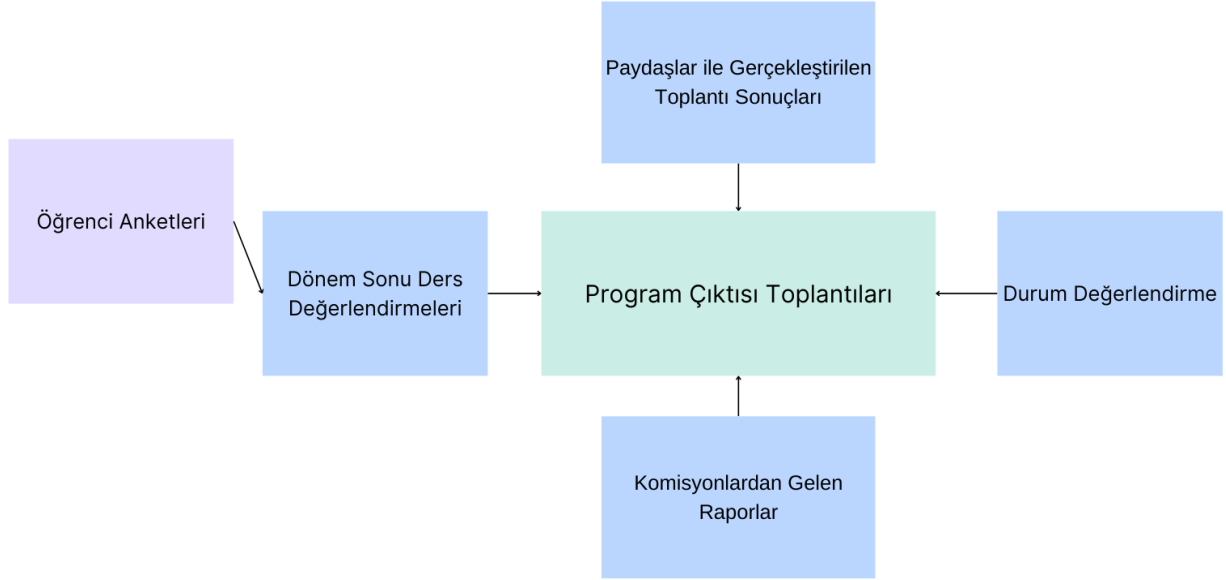 Paydaşlar ile Gerçekleştirilen
Toplantı Sonuçları
Öğrenci Anketleri
Dönem Sonu Ders
Değerlendirmeleri
Program Çıktısı Toplantıları
Durum Değerlendirme
Komisyonlardan Gelen
Raporlar